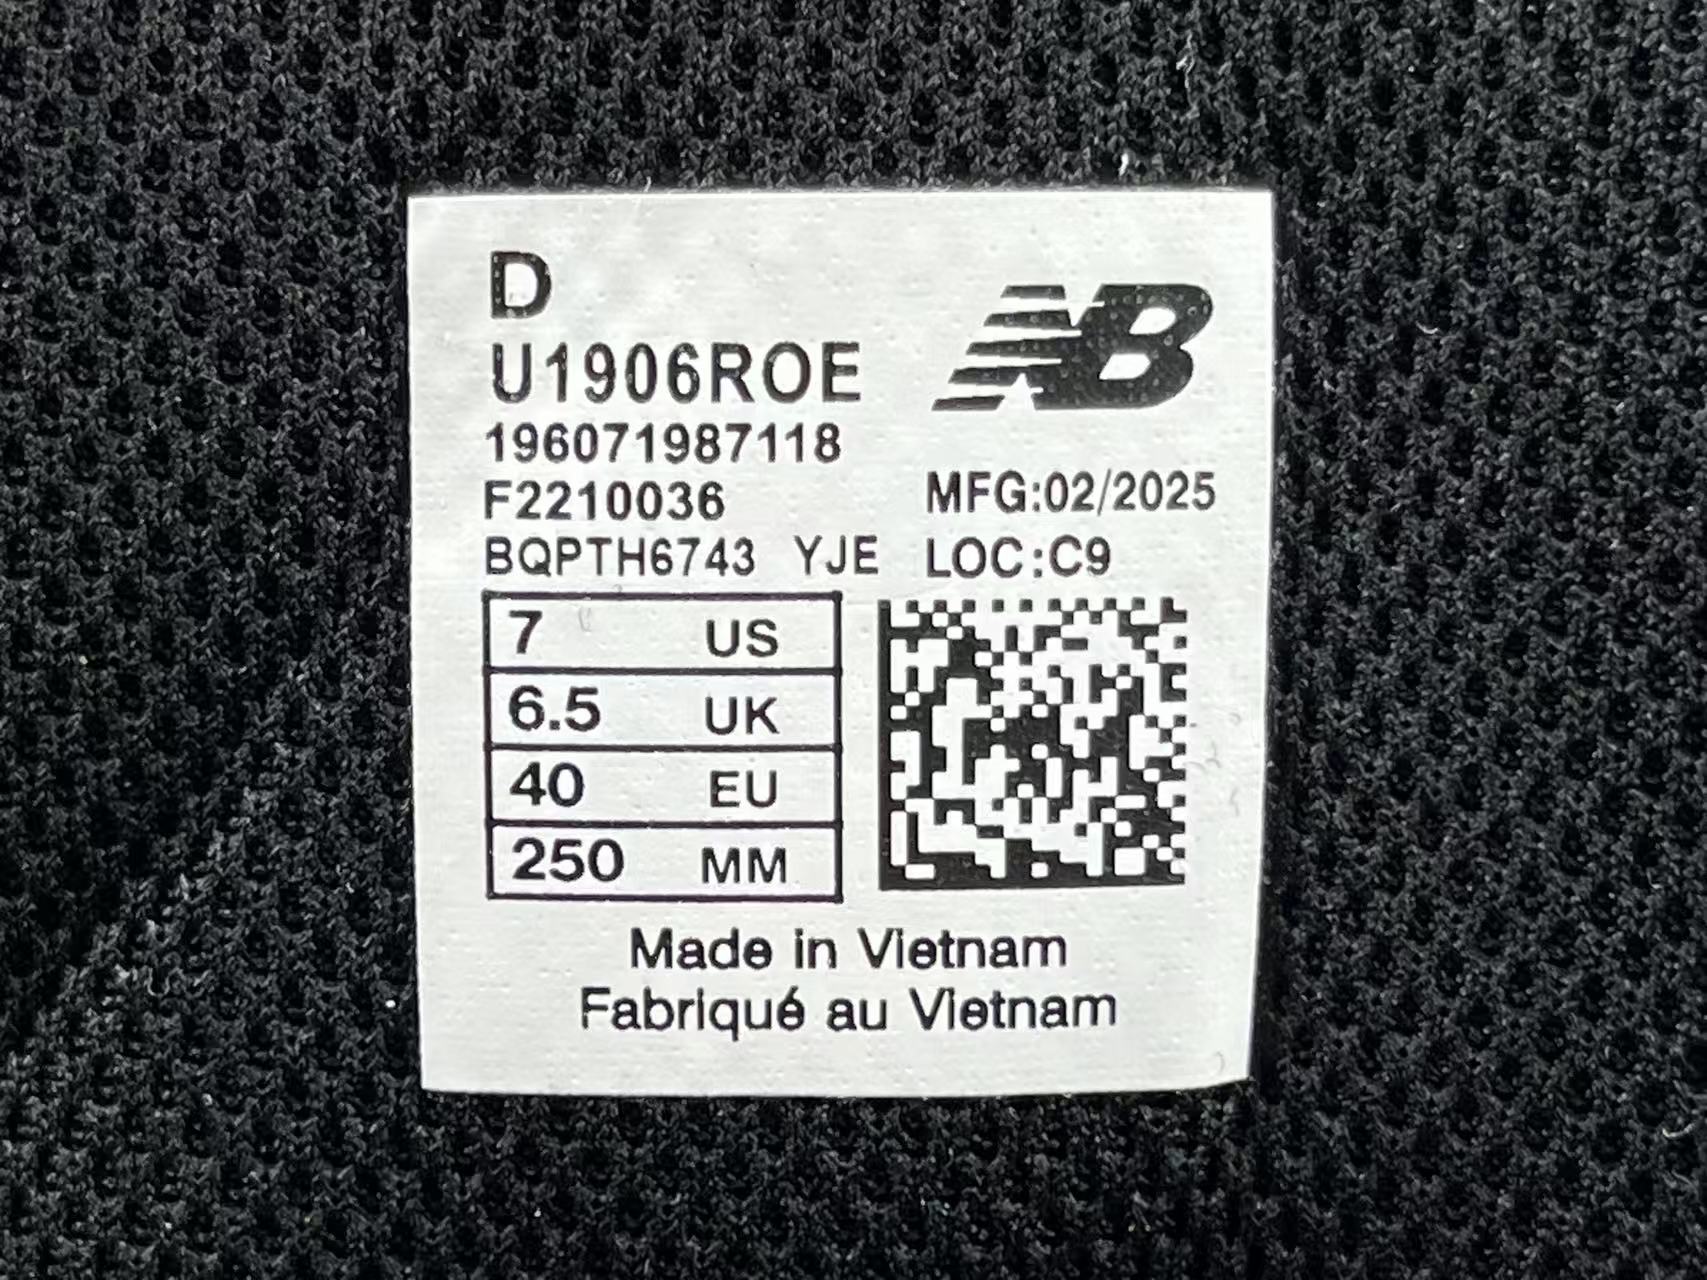 D
NB
U1906ROE
196071987118
F2210036 MFG:02/2025
BQPTH6743 YJE LOC:C9
7 US
6.5 UK
40 EU
250 MM
Made in Vietnam
Fabriqué au Vietnam